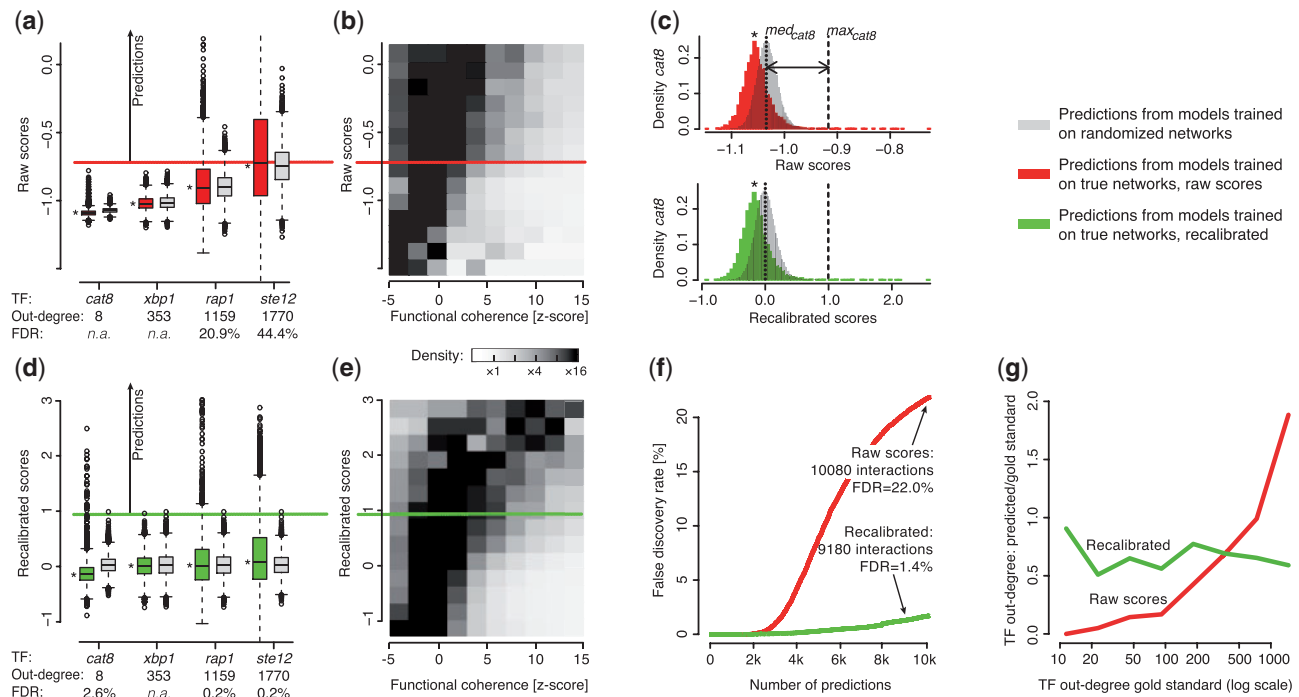 (a)
Predictions
Raw scores
0.0
−0.5
−1.0
TF: cat8 xbp1 rap1 ste12
Out-degree: 8 353 1159 1770
FDR: n.a. n.a. 20.9% 44.4%
(b)
Raw scores
0.0
−0.5
−1.0
-5 0 5 10 15
Functional coherence [z-score]
Density:
×1 ×4 ×16
(c)
med cat8 max cat8
*
Density cat8
0.2
0.1
0.0
−1.1 −1.0 −0.9 −0.8
Raw scores
*
Density cat8
0.2
0.1
0.0
−1.0 0.0 1.0 2.0
Recalibrated scores
Predictions from models trained
on randomized networks
Predictions from models trained
on true networks, raw scores
Predictions from models trained
on true networks, recalibrated
(d)
Predictions
Recalibrated scores
3
2
1
0
1
TF: cat8 xbp1 rap1 ste12
Out-degree: 8 353 1159 1770
FDR: 2.6% n.a. 0.2% 0.2%
(e)
Recalibrated scores
3
2
1
0
-1
-5 0 5 10 15
Functional coherence [z-score]
(f)
False discovery rate [%]
20
15
10
5
0
Raw scores:
10080 interactions
FDR=22.0%
Recalibrated:
9180 interactions
FDR=1.4%
0 2k 4k 6k 8k 10k
Number of predictions
(g)
TF out-degree: predicted/gold standard
2.0
1.5
1.0
0.5
0.0
Recalibrated
Raw scores
10 20 50 100 200 500 1000
TF out-degree gold standard (log scale)